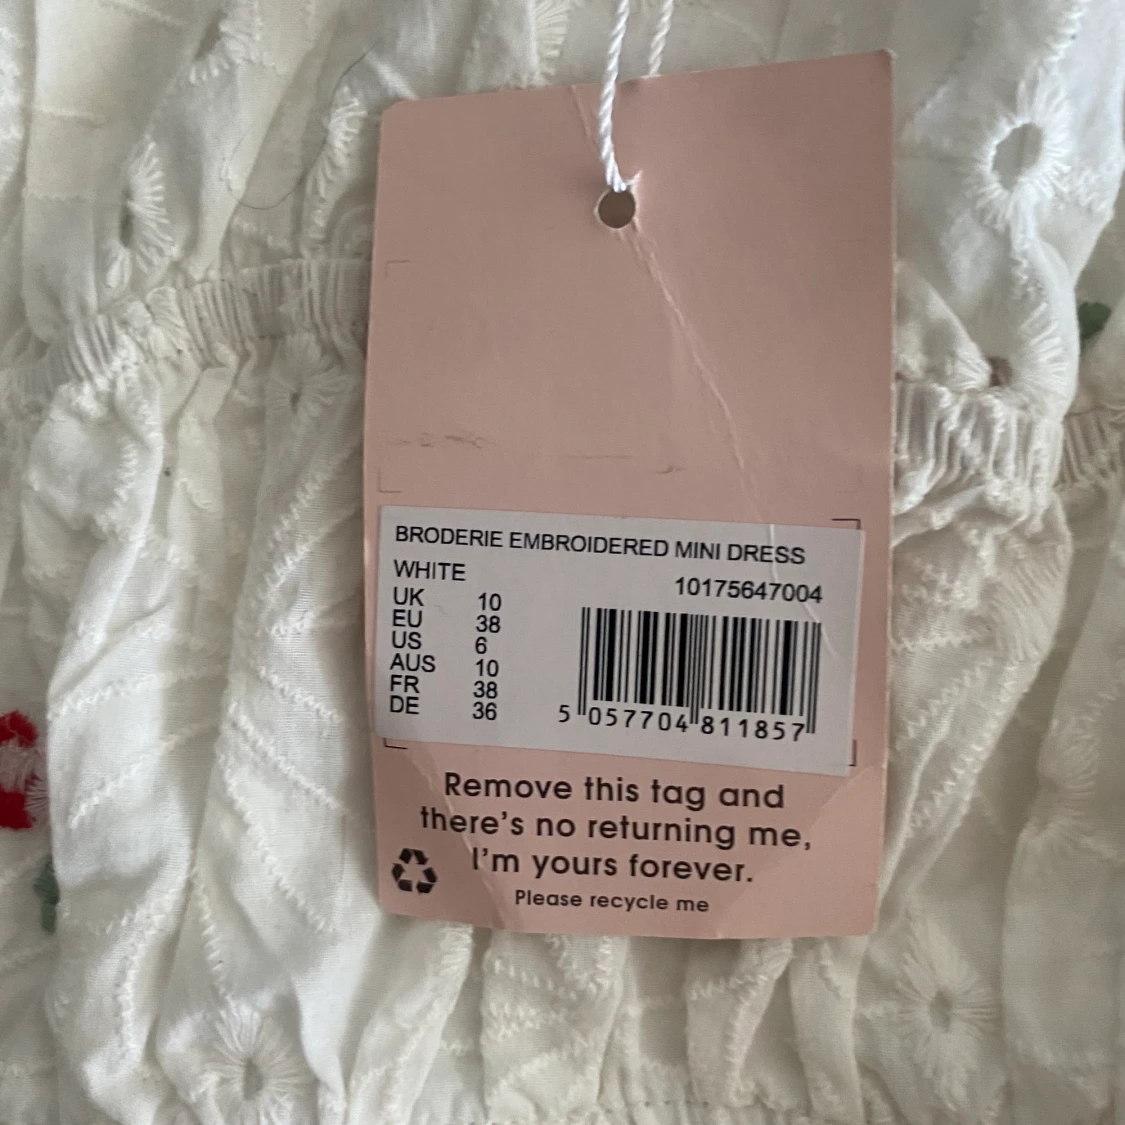 BRODERIE EMBROIDERED MINI DRESS
WHITE 10175647004
UK 10
EU 38
US 6
AUS 10
FR 38
DE 36
5 057704 811857
Remove this tag and
there's no returning me,
I'm yours forever.
Please recycle me